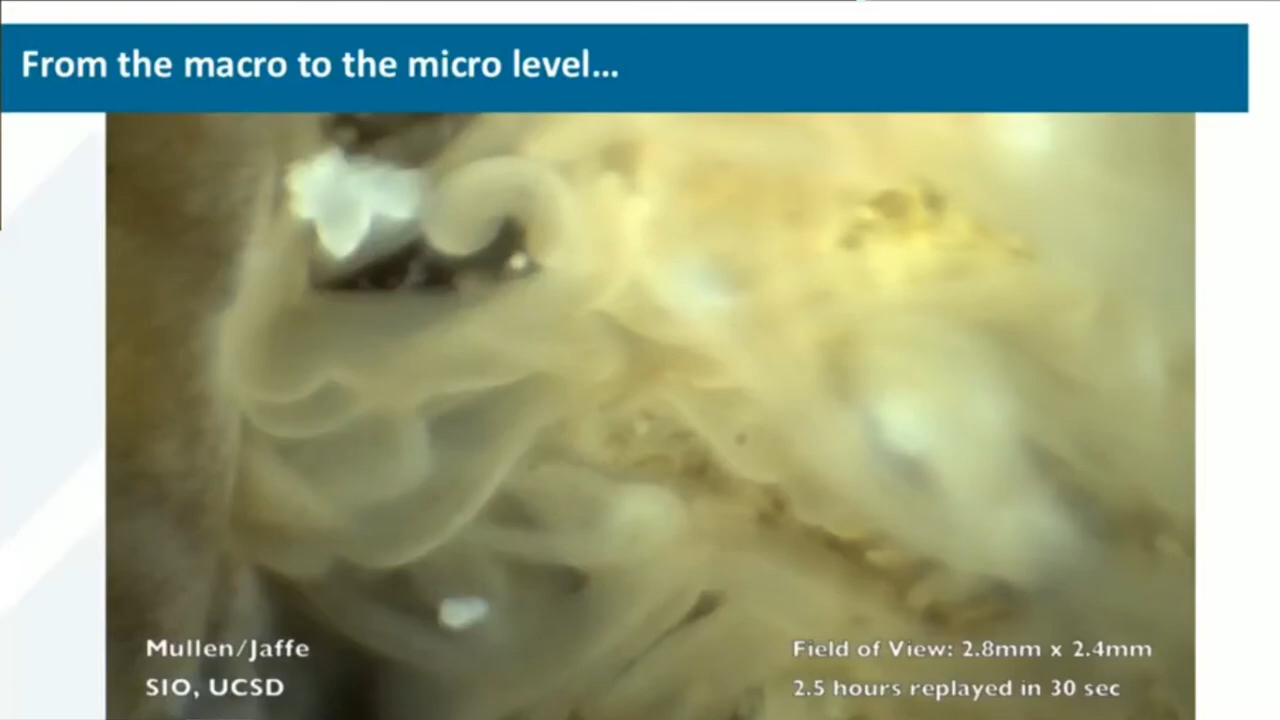 From the macro to the micro level...
Mullen/Jaffe
SIO, UCSD
Field of View: 2.8mm x 2.4mm
2.5 hours replayed in 30 sec